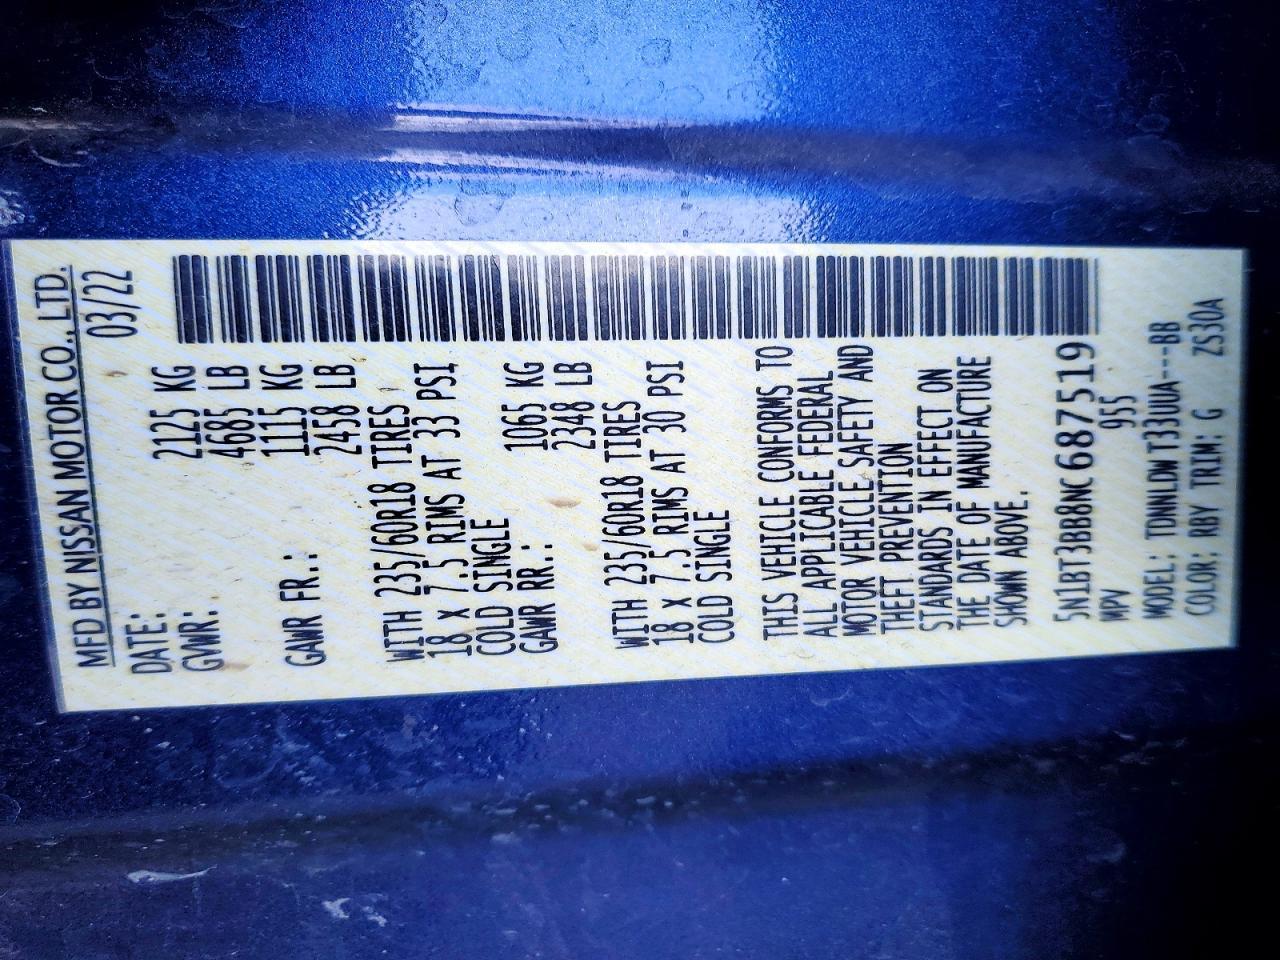 MFD BY NISSAN MOTOR CO., LTD.
DATE: 03/22
GVWR: 2125 KG
4685 LB
GAWR FR.: 1115 KG
2458 LB
WITH 235/60R18 TIRES
18 X 7.5 RIMS AT 33 PSI
COLD SINGLE
GAWR RR.: 1065 KG
2348 LB
WITH 235/60R18 TIRES
18 X 7.5 RIMS AT 30 PSI
COLD SINGLE
THIS VEHICLE CONFORMS TO
ALL APPLICABLE FEDERAL
MOTOR VEHICLE SAFETY AND
THEFT PREVENTION
STANDARDS IN EFFECT ON
THE DATE OF MANUFACTURE
SHOWN ABOVE.
5N1BT3BB8NC687519
MPV 955
MODEL: TDNNLDWT33UUA---BB
COLOR: RBY TRIM: G ZS30A